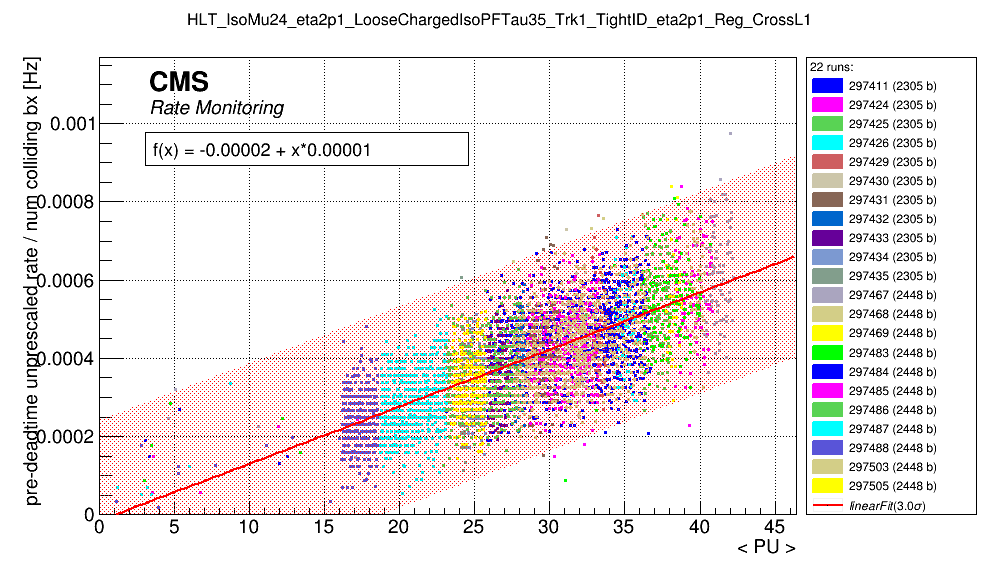 HLT_IsoMu24_eta2p1_LooseChargedIsoPFTau35_Trk1_TightID_eta2p1_Reg_CrossL1
pre-deadtime unprescaled rate / num colliding bx [Hz]
CMS
Rate Monitoring
f(x) = -0.00002 + x*0.00001
0.001
0.0008
0.0006
0.0004
0.0002
0
0 5 10 15 20 25 30 35 40 45
< PU >
22 runs:
297411 (2305 b)
297424 (2305 b)
297425 (2305 b)
297426 (2305 b)
297429 (2305 b)
297430 (2305 b)
297431 (2305 b)
297432 (2305 b)
297433 (2305 b)
297434 (2305 b)
297435 (2305 b)
297467 (2448 b)
297468 (2448 b)
297469 (2448 b)
297483 (2448 b)
297484 (2448 b)
297485 (2448 b)
297486 (2448 b)
297487 (2448 b)
297488 (2448 b)
297503 (2448 b)
297505 (2448 b)
linearFit(3.0σ)